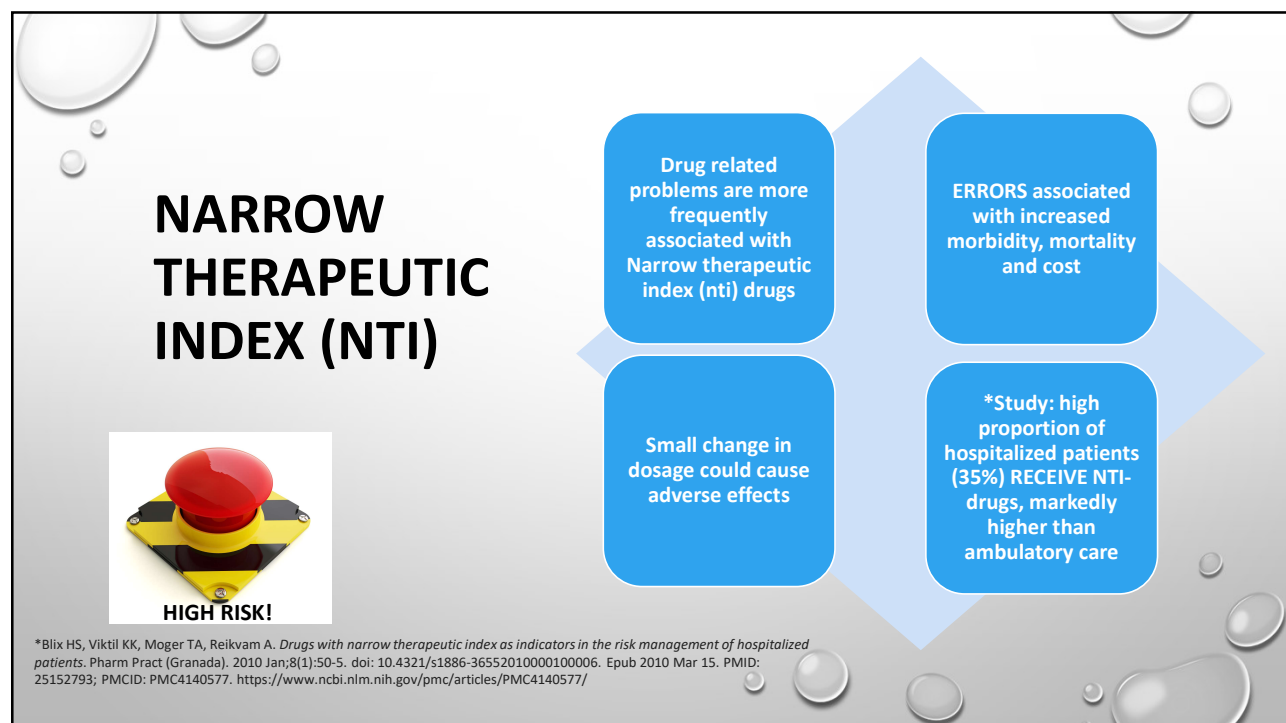 NARROW
THERAPEUTIC
INDEX (NTI)
HIGH RISK!
Drug related
problems are more
frequently
associated with
Narrow therapeutic
index (nti) drugs
ERRORS associated
with increased
morbidity, mortality
and cost
Small change in
dosage could cause
adverse effects
*Study: high
proportion of
hospitalized patients
(35%) RECEIVE NTI-
drugs, markedly
higher than
ambulatory care
*Blix HS, Viktil KK, Moger TA, Reikvam A. Drugs with narrow therapeutic index as indicators in the risk management of hospitalized
patients. Pharm Pract (Granada). 2010 Jan;8(1):50-5. doi: 10.4321/s1886-36552010000100006. Epub 2010 Mar 15. PMID:
25152793; PMCID: PMC4140577. https://www.ncbi.nlm.nih.gov/pmc/articles/PMC4140577/